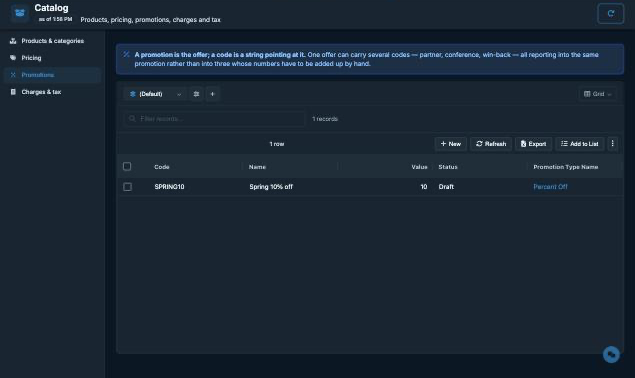 Catalog
as of 1:56 PM Products, pricing, promotions, charges and tax
Products & categories
Pricing
Promotions
Charges & tax
A promotion is the offer; a code is a string pointing at it. One offer can carry several codes — partner, conference, win-back — all reporting into the same
promotion rather than into three whose numbers have to be added up by hand.
(Default)
Grid
Filter records...
1 records
1 row
New
Refresh
Export
Add to List
Code Name Value Status Promotion Type Name
SPRING10 Spring 10% off 10 Draft Percent Off